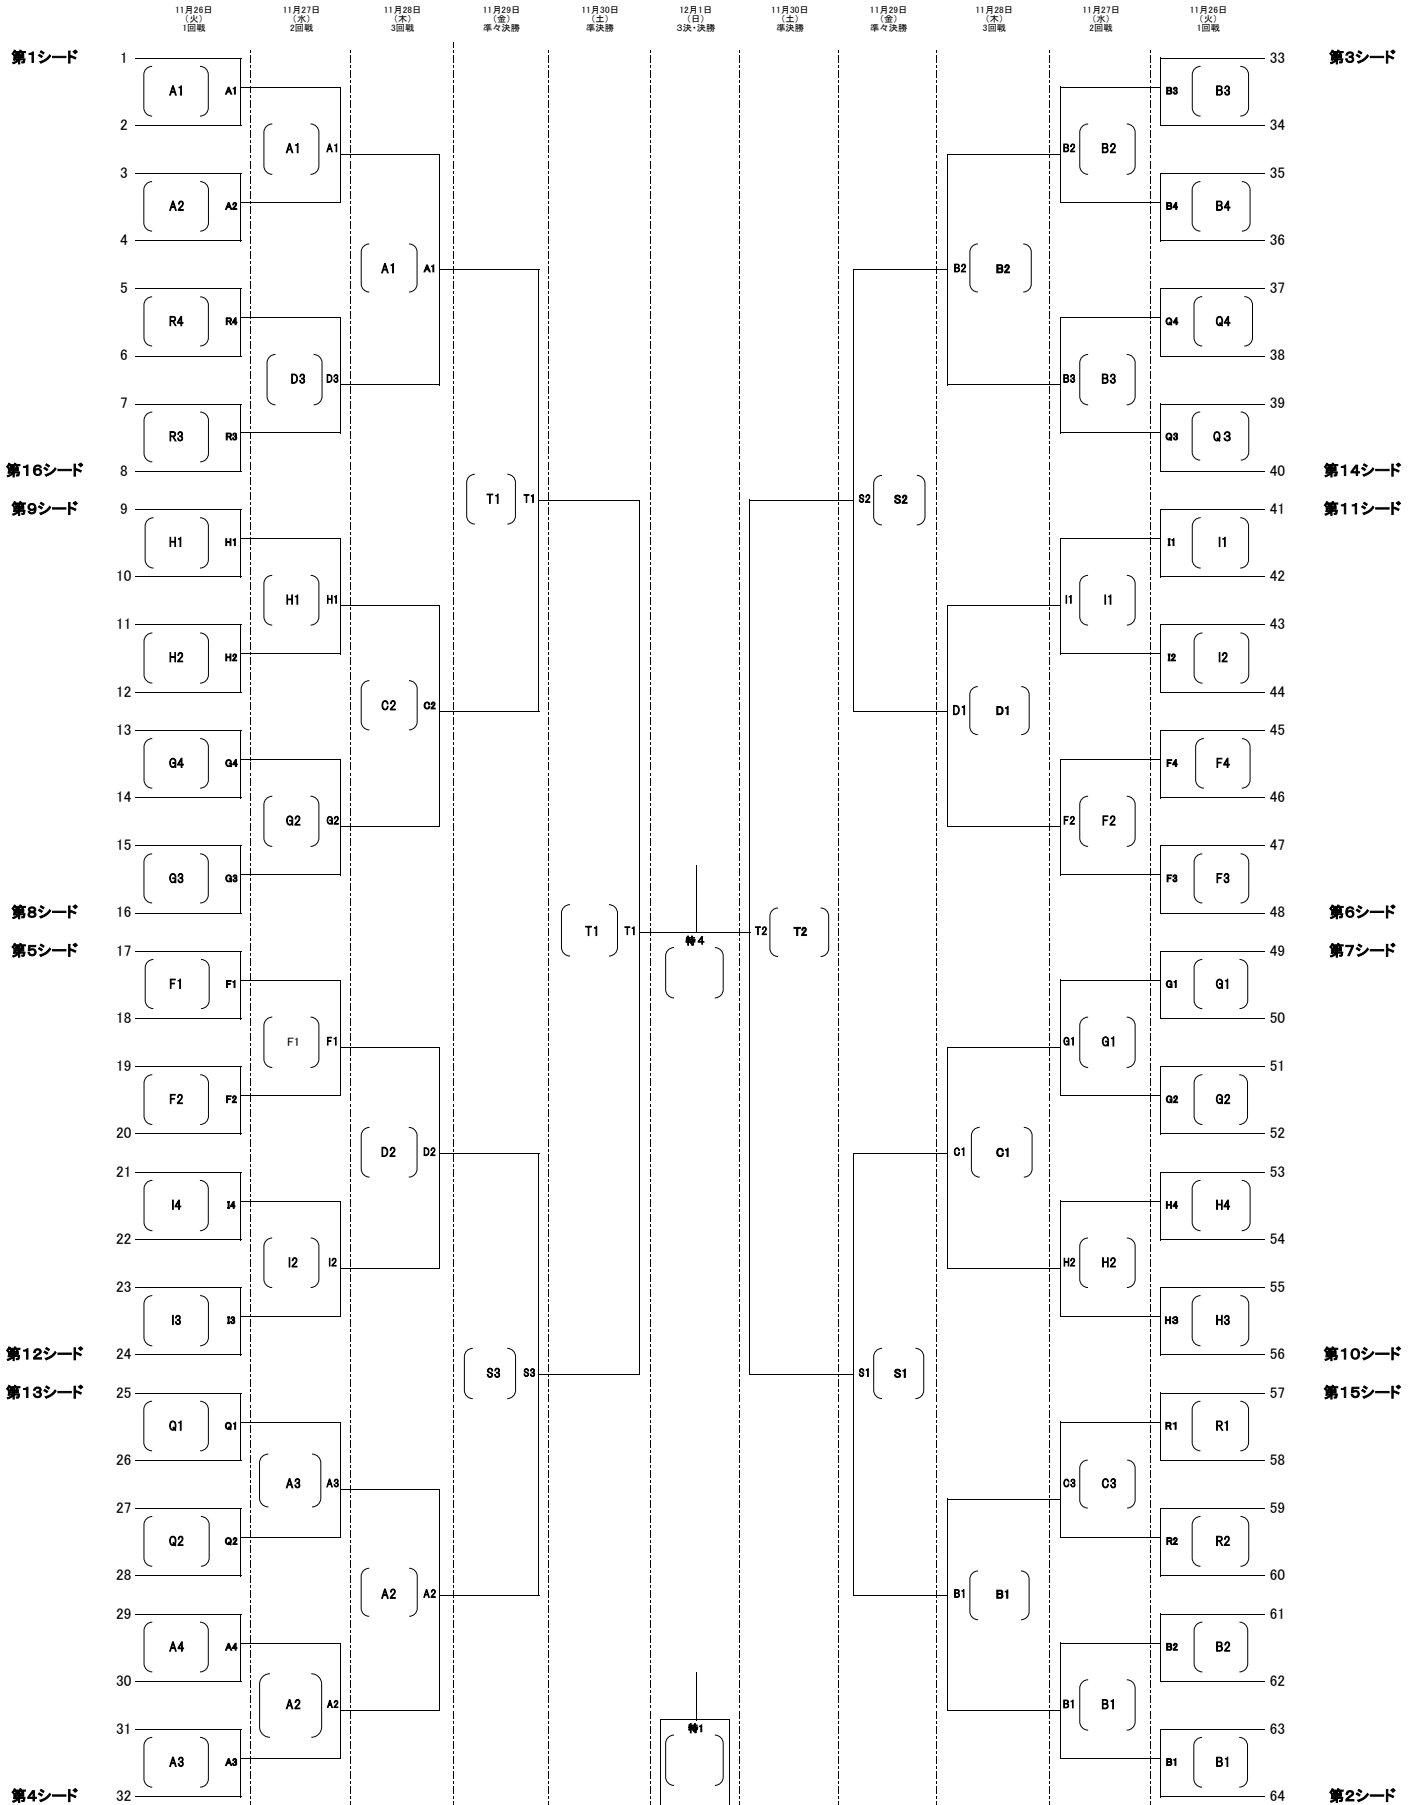 11月26日 11月27日 11月28日 11月29日 11月30日 12月1日 11月30日 11月29日 11月28日 11月27日 11月26日
(火) (水) (木) (金) (土) (日) (土) (金) (木) (水) (火)
1回戦 2回戦 3回戦 準々決勝 準決勝 3決・決勝 準決勝 準々決勝 3回戦 2回戦 1回戦
第1シード 1 33 第3シード
A1 A1 B3 B3
2 34
A1 A1 B2 B2
3 35
A2 A2 B4 B4
4 36
A1 A1 B2 B2
5 37
R4 R4 Q4 Q4
6 38
D3 D3 B3 B3
7 39
R3 R3 Q3 Q3
第16シード 8 40 第14シード
T1 T1 S2 S2
第9シード 9 41 第11シード
H1 H1 I1 I1
10 42
H1 H1 I1 I1
11 43
H2 H2 I2 I2
12 44
C2 C2 D1 D1
13 45
G4 G4 F4 F4
14 46
G2 G2 F2 F2
15 47
G3 G3 F3 F3
第8シード 16 48 第6シード
T1 T1 T2 T2
特4
第5シード 17 49 第7シード
F1 F1 G1 G1
18 50
F1 F1 G1 G1
19 51
F2 F2 G2 G2
20 52
D2 D2 C1 C1
21 53
I4 I4 H4 H4
22 54
I2 I2 H2 H2
23 55
I3 I3 H3 H3
第12シード 24 56 第10シード
S3 S3 S1 S1
第13シード 25 57 第15シード
Q1 Q1 R1 R1
26 58
A3 A3 C3 C3
27 59
Q2 Q2 R2 R2
28 60
A2 A2 B1 B1
29 61
A4 A4 B2 B2
30 62
A2 A2 B1 B1
31 特1 63
A3 A3 B1 B1
第4シード 32 64 第2シード